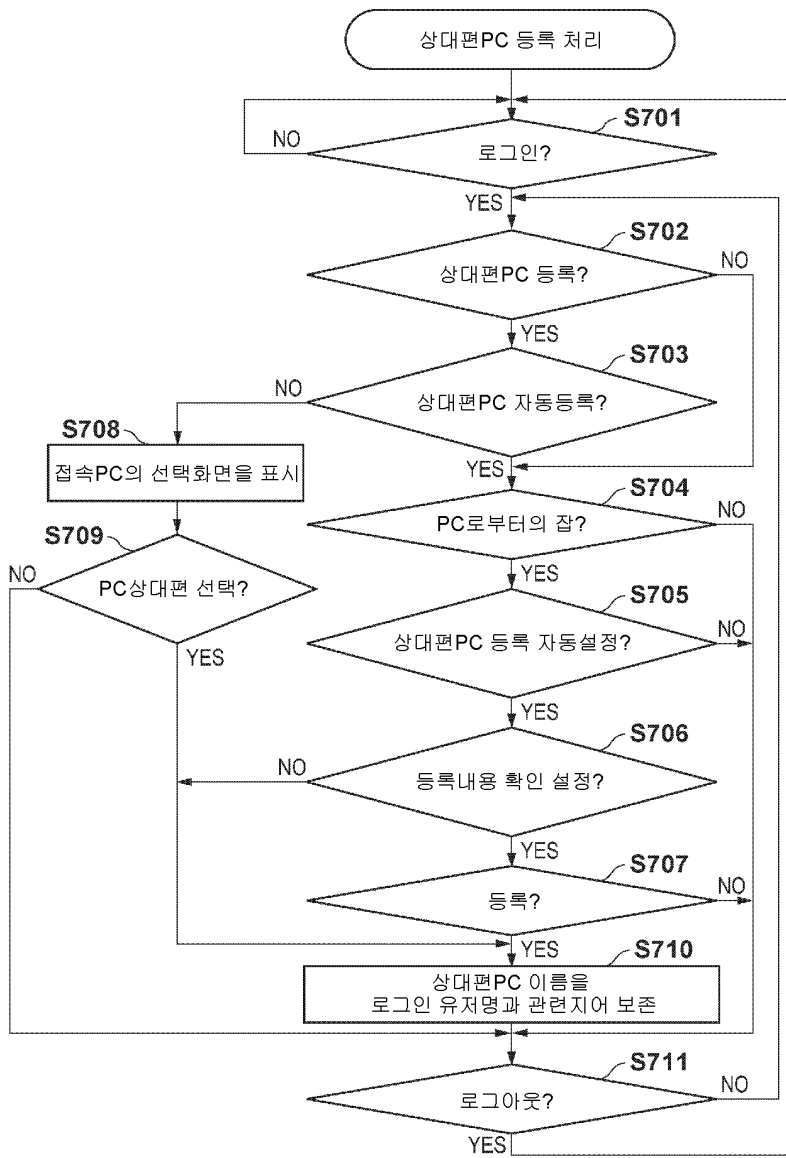 상대편PC 등록 처리
S701
NO
로그인?
YES
S702
NO
상대편PC 등록?
YES
S703
NO
상대편PC 자동등록?
S708
YES
접속PC의 선택화면을 표시
S704
NO
PC로부터의 잡?
S709
NO
YES
PC상대편 선택?
S705
NO
상대편PC 등록 자동설정?
YES
YES
S706
NO
등록내용 확인 설정?
YES
S707
NO
등록?
YES
S710
상대편PC 이름을
로그인 유저명과 관련지어 보존
S711
NO
로그아웃?
YES